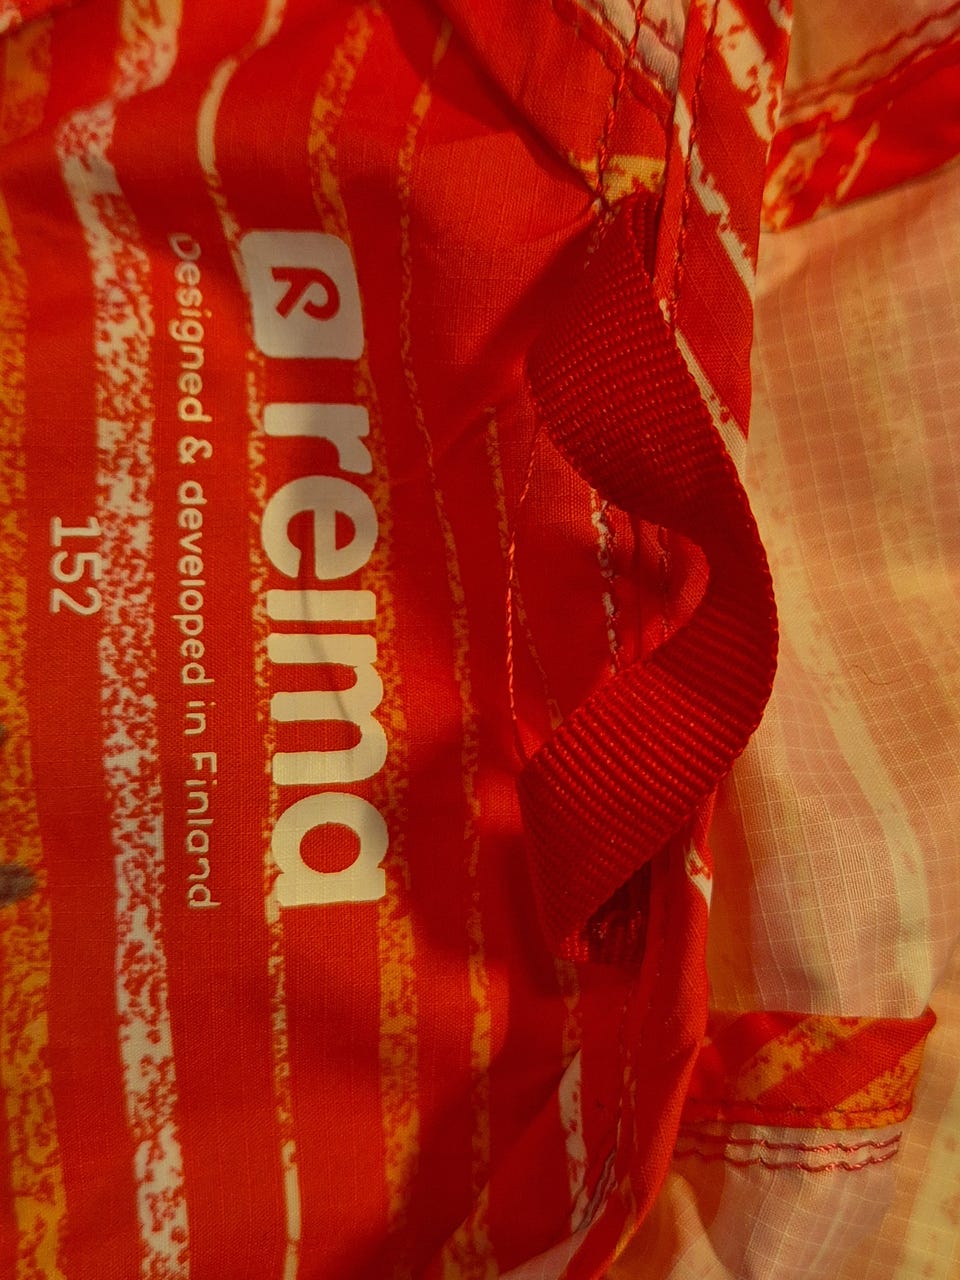 reima
Designed & developed in Finland
152